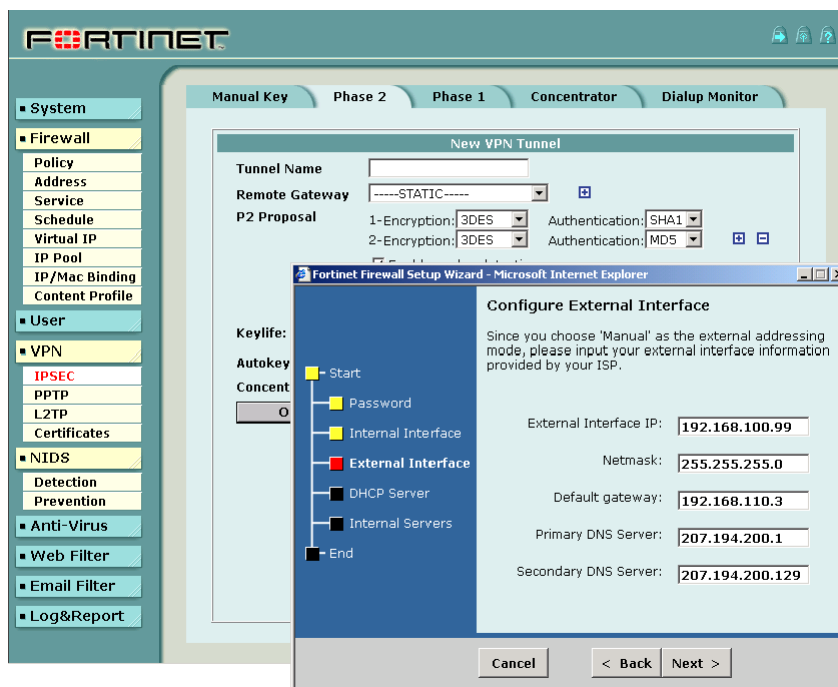 FORTINET
System
Firewall
Policy
Address
Service
Schedule
Virtual IP
IP Pool
IP/Mac Binding
Content Profile
User
VPN
IPSEC
PPTP
L2TP
Certificates
NIDS
Detection
Prevention
Anti-Virus
Web Filter
Email Filter
Log&Report
Manual Key Phase 2 Phase 1 Concentrator Dialup Monitor
New VPN Tunnel
Tunnel Name
Remote Gateway -----STATIC-----
P2 Proposal 1-Encryption: 3DES Authentication: SHA1
2-Encryption: 3DES Authentication: MD5
Keylife:
Autokey
Concent
O
Fortinet Firewall Setup Wizard - Microsoft Internet Explorer
Start
Password
Internal Interface
External Interface
DHCP Server
Internal Servers
End
Configure External Interface
Since you choose 'Manual' as the external addressing
mode, please input your external interface information
provided by your ISP.
External Interface IP: 192.168.100.99
Netmask: 255.255.255.0
Default gateway: 192.168.110.3
Primary DNS Server: 207.194.200.1
Secondary DNS Server: 207.194.200.129
Cancel < Back Next >